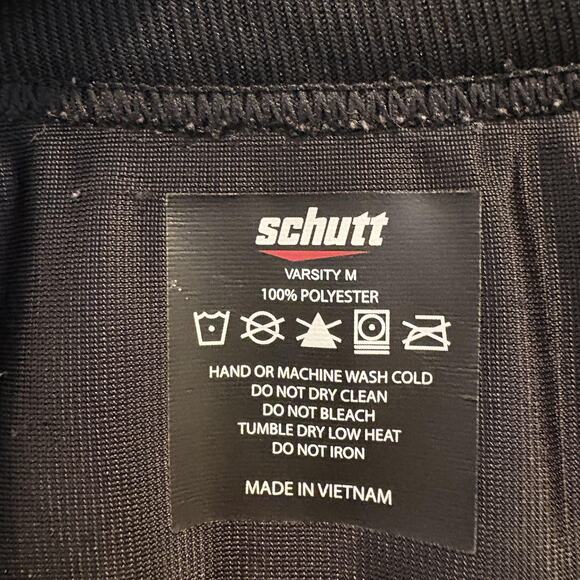 schutt
VARSITY M
100% POLYESTER
HAND OR MACHINE WASH COLD
DO NOT DRY CLEAN
DO NOT BLEACH
TUMBLE DRY LOW HEAT
DO NOT IRON
MADE IN VIETNAM